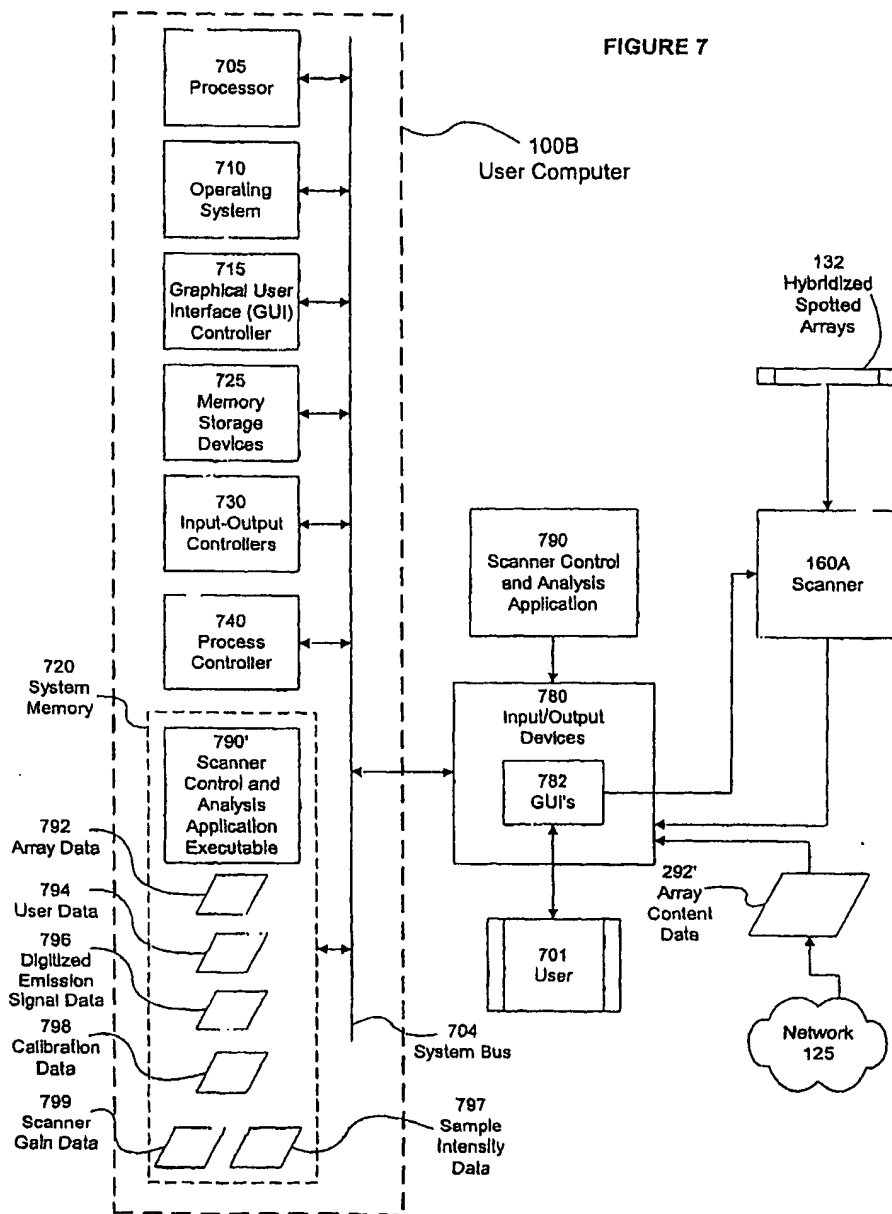 FIGURE 7
705
Processor
710
Operating
System
715
Graphical User
Interface (GUI)
Controller
725
Memory
Storage
Devices
730
Input-Output
Controllers
740
Process
Controller
720
System
Memory
790'
Scanner
Control and
Analysis
Application
Executable
792
Array Data
794
User Data
796
Digitized
Emission
Signal Data
798
Calibration
Data
799
Scanner
Gain Data
797
Sample
Intensity
Data
704
System Bus
100B
User Computer
132
Hybridized
Spotted
Arrays
160A
Scanner
790
Scanner Control
and Analysis
Application
780
Input/Output
Devices
782
GUI's
701
User
292'
Array
Content
Data
Network
125